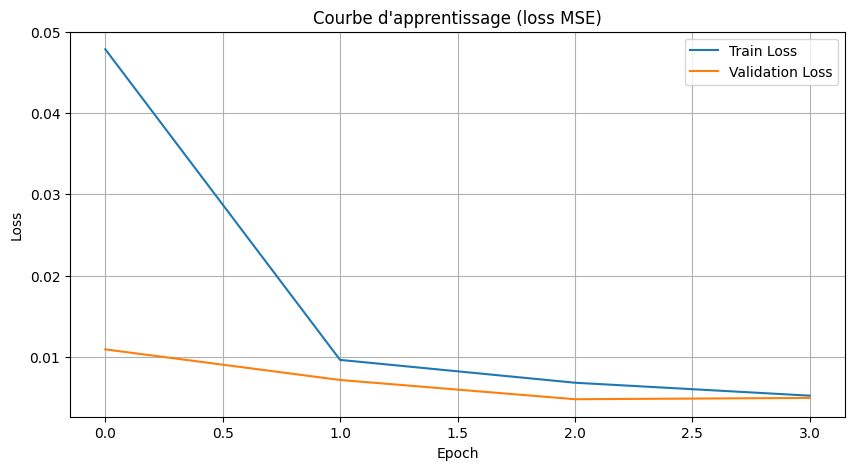 Courbe d'apprentissage (loss MSE)
Train Loss
Validation Loss
0.05
0.04
0.03
0.02
0.01
Loss
0.0 0.5 1.0 1.5 2.0 2.5 3.0
Epoch